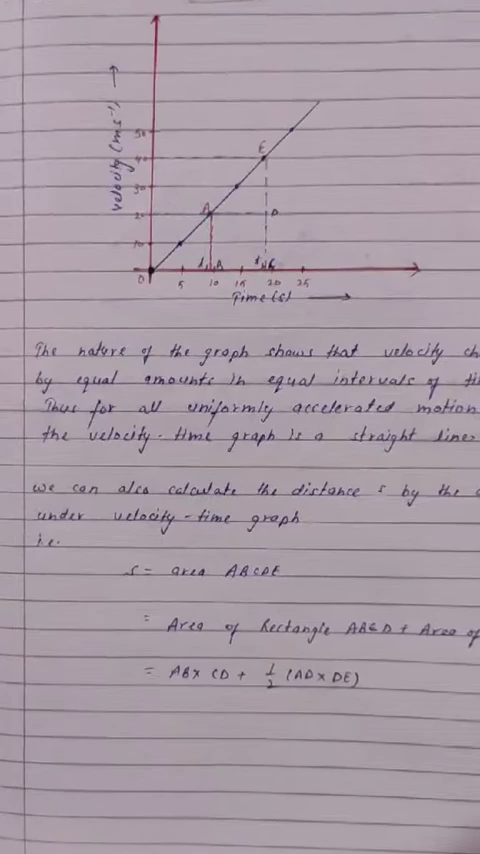 Velocity (ms⁻¹) →
50
40
30
20
10
0
E
A
D
t₁ B
5 10 15 20 25
Time (s) →
The nature of the graph shows that velocity ch
by equal amounts in equal intervals of ti
Thus for all uniformly accelerated motion
the velocity-time graph is a straight line.
we can also calculate the distance s by the a
under velocity-time graph
i.e.
s = area ABCDE
= Area of Rectangle ABCD + Area of
= AB × CD + 1/2 (AD × DE)